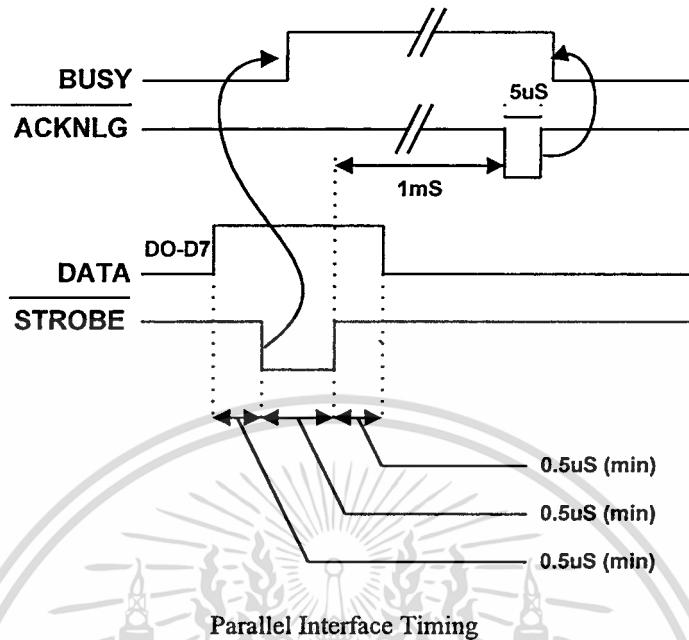 BUSY
5uS
ACKNLG
1mS
DO-D7
DATA
STROBE
0.5uS (min)
0.5uS (min)
0.5uS (min)
Parallel Interface Timing